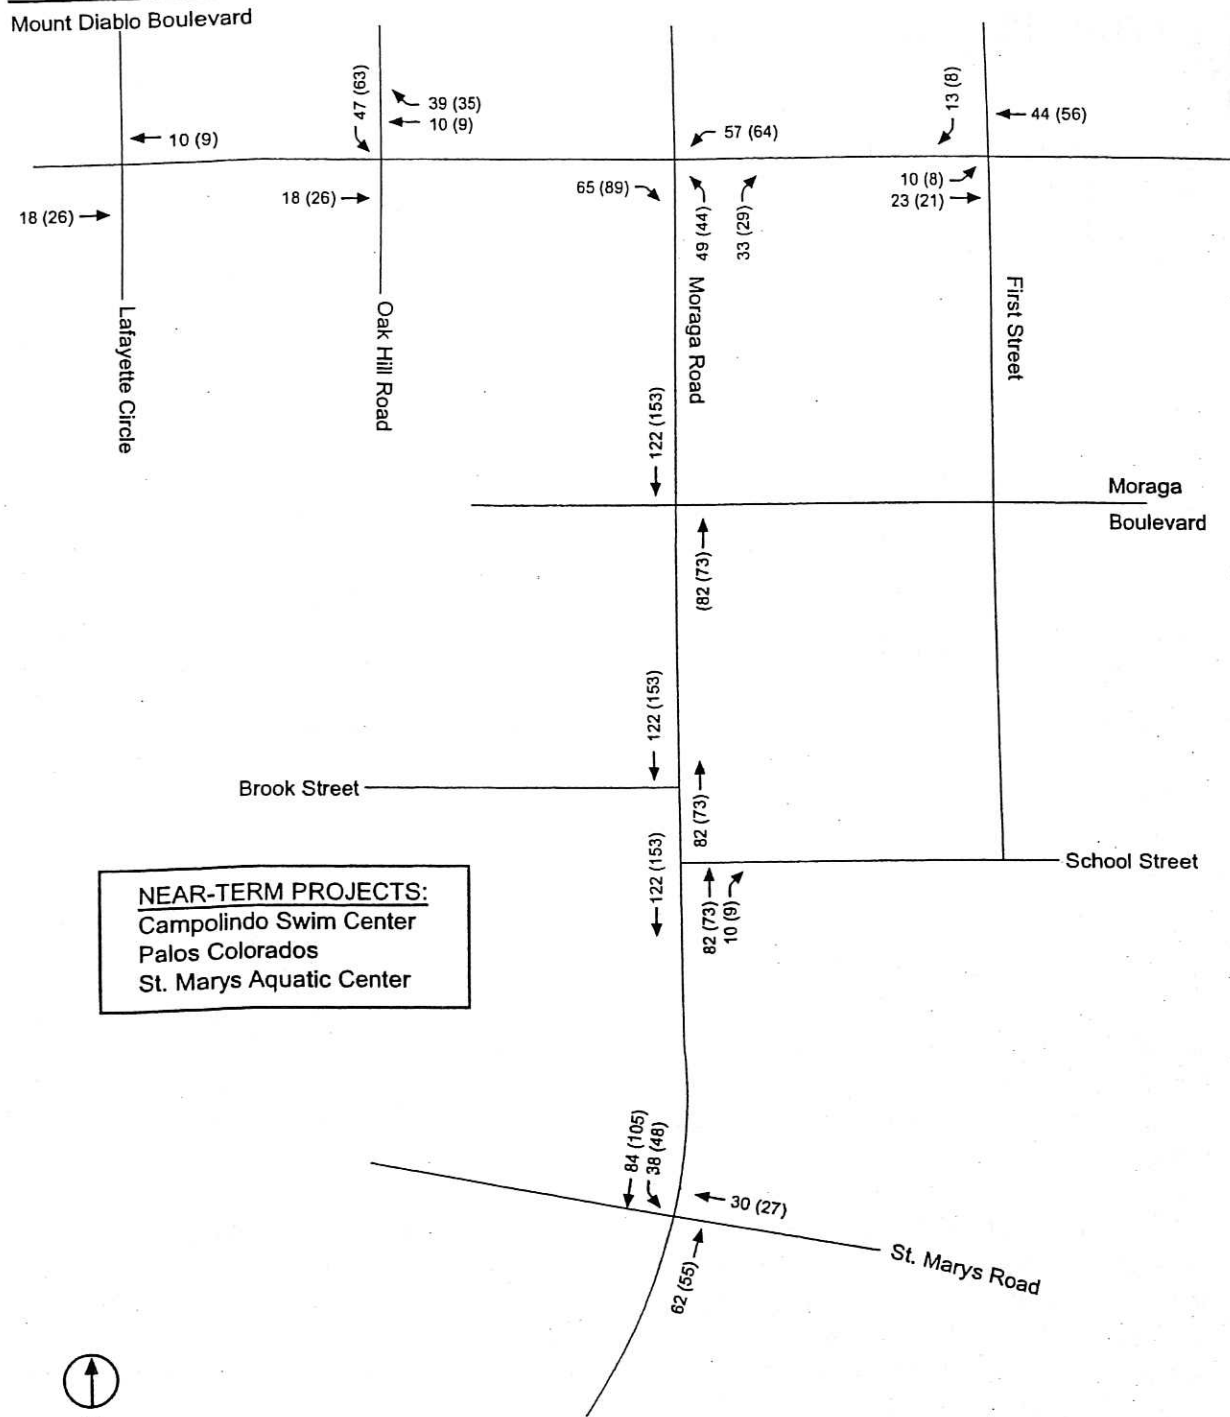 Mount Diablo Boulevard
47 (63)
39 (35)
10 (9)
10 (9)
57 (64)
13 (8)
44 (56)
18 (26)
18 (26)
65 (89)
49 (44)
33 (29)
10 (8)
23 (21)
Lafayette Circle
Oak Hill Road
Moraga Road
First Street
122 (153)
Moraga
Boulevard
(82 (73)
122 (153)
Brook Street
82 (73)
122 (153)
School Street
82 (73)
10 (9)
NEAR-TERM PROJECTS:
Campolindo Swim Center
Palos Colorados
St. Marys Aquatic Center
84 (105)
38 (48)
30 (27)
St. Marys Road
62 (55)